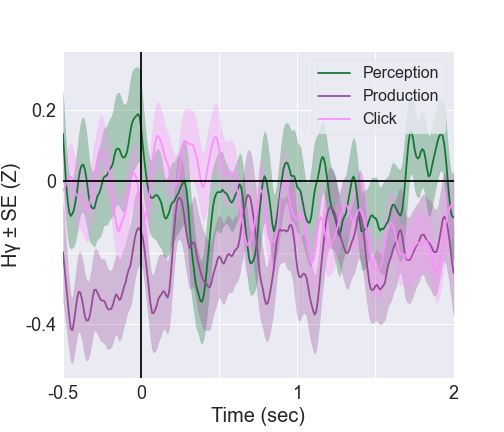 Perception
Production
Click
0.2
0
-0.4
Hγ ± SE (Z)
-0.5
0
1
2
Time (sec)